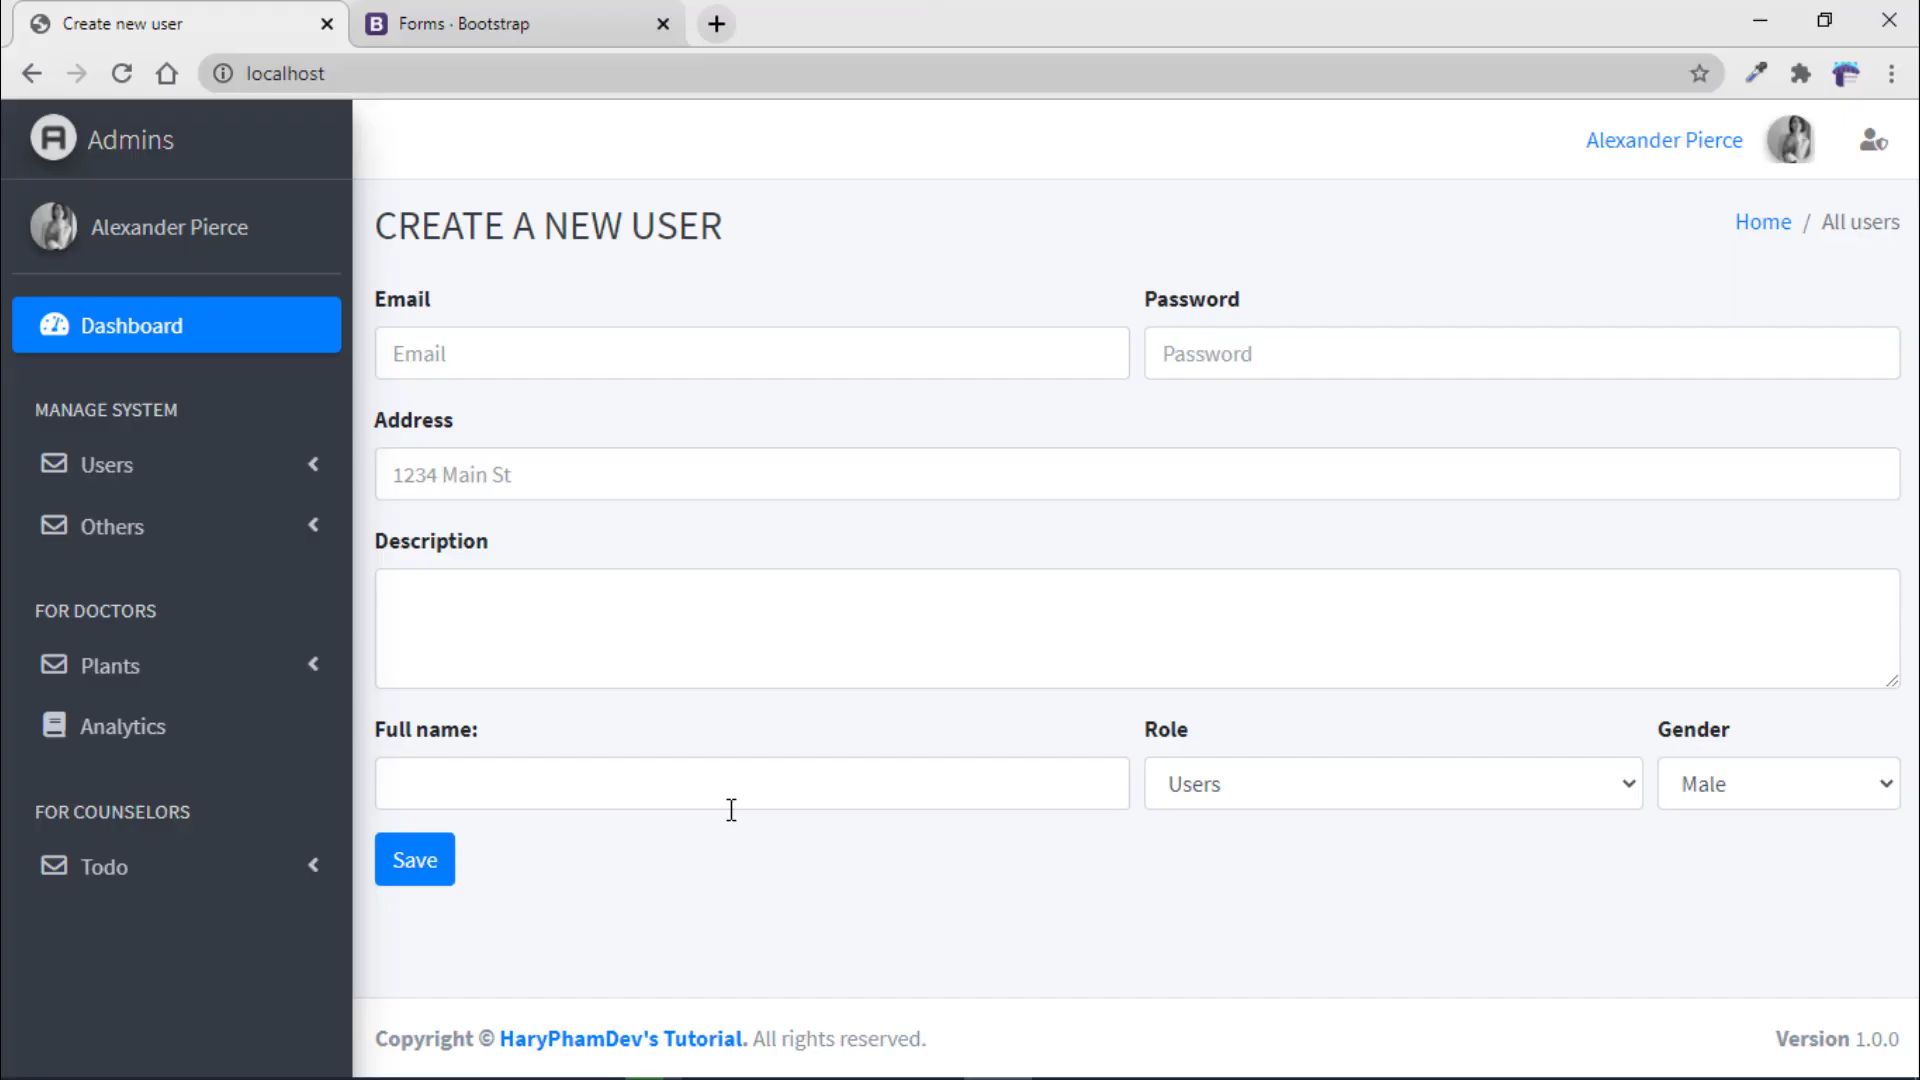 Create new user
Forms · Bootstrap
localhost
Admins
Alexander Pierce
Alexander Pierce
CREATE A NEW USER
Home / All users
Dashboard
MANAGE SYSTEM
Users
Others
FOR DOCTORS
Plants
Analytics
FOR COUNSELORS
Todo
Email
Password
Email
Password
Address
1234 Main St
Description
Full name:
Role
Gender
Users
Male
Save
Copyright © HaryPhamDev's Tutorial. All rights reserved.
Version 1.0.0